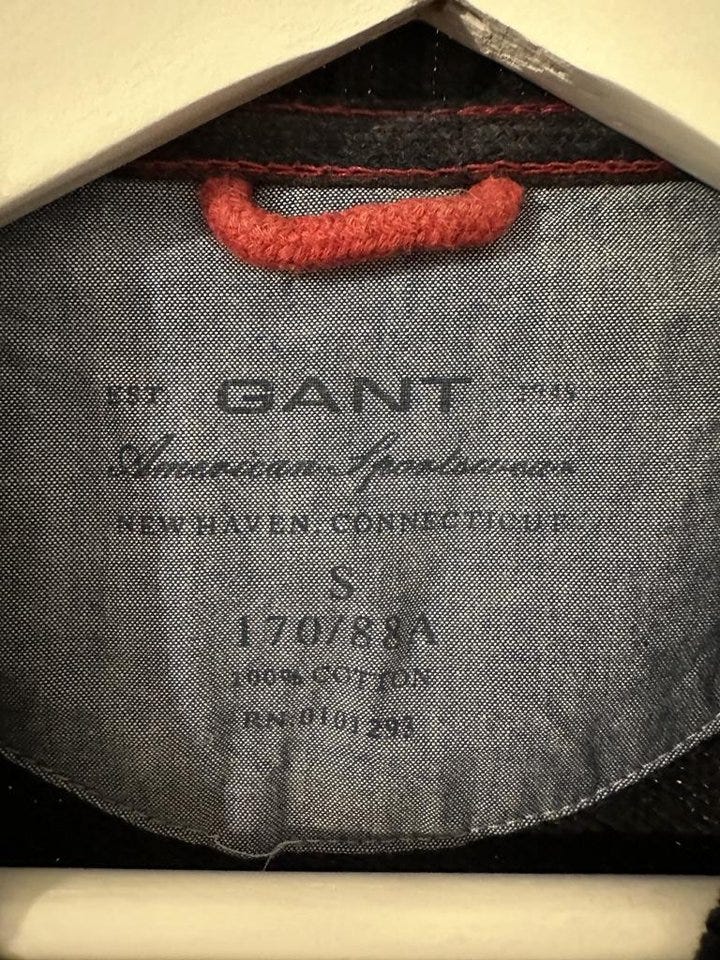 EST. GANT 1949
American Sportswear
NEW HAVEN, CONNECTICUT
S
170/88A
100% COTTON
RN: 0101293